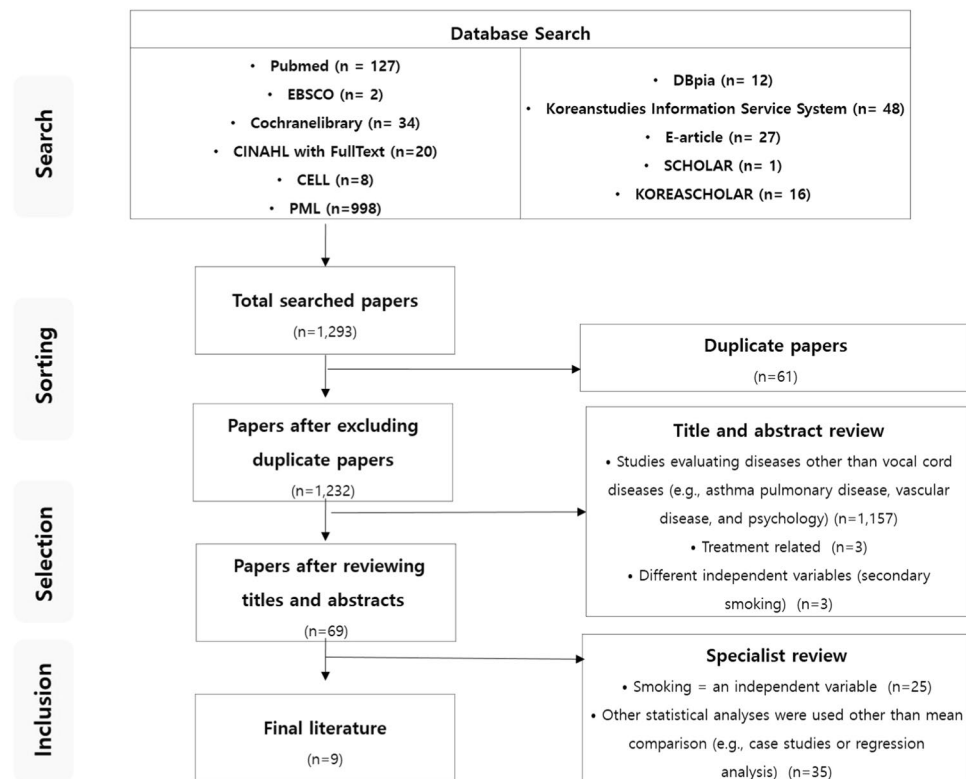 Database Search
• Pubmed (n = 127)
• EBSCO (n= 2)
• Cochranelibrary (n= 34)
• CINAHL with FullText (n=20)
• CELL (n=8)
• PML (n=998)
• DBpia (n= 12)
• Koreanstudies Information Service System (n= 48)
• E-article (n= 27)
• SCHOLAR (n= 1)
• KOREASCHOLAR (n= 16)
Search
Total searched papers
(n=1,293)
Sorting
Duplicate papers
(n=61)
Papers after excluding
duplicate papers
(n=1,232)
Title and abstract review
• Studies evaluating diseases other than vocal cord
diseases (e.g., asthma pulmonary disease, vascular
disease, and psychology) (n=1,157)
• Treatment related (n=3)
• Different independent variables (secondary
smoking) (n=3)
Selection
Papers after reviewing
titles and abstracts
(n=69)
Specialist review
• Smoking = an independent variable (n=25)
• Other statistical analyses were used other than mean
comparison (e.g., case studies or regression
analysis) (n=35)
Inclusion
Final literature
(n=9)